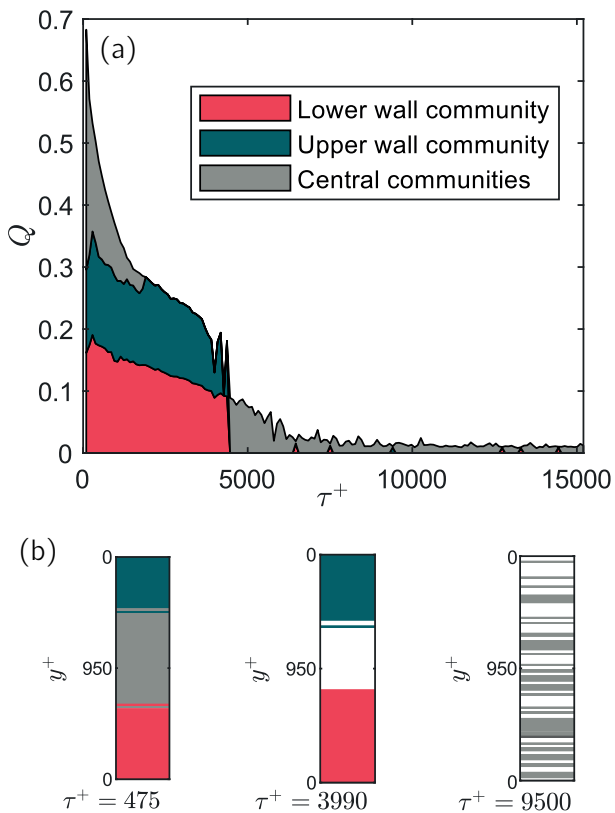 (a)
0.7
0.6
0.5
0.4
0.3
0.2
0.1
0
Q
Lower wall community
Upper wall community
Central communities
0 5000 10000 15000
τ⁺
(b)
0 0 0
y⁺ 950 y⁺ 950 y⁺ 950
0 0 0
τ⁺ = 475 τ⁺ = 3990 τ⁺ = 9500